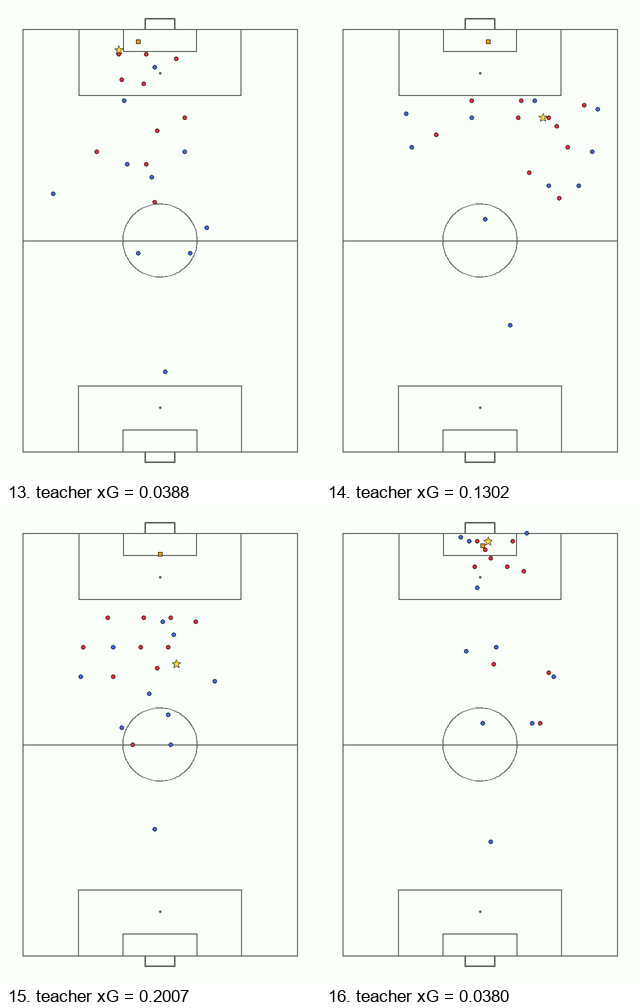 13. teacher xG = 0.0388
14. teacher xG = 0.1302
15. teacher xG = 0.2007
16. teacher xG = 0.0380